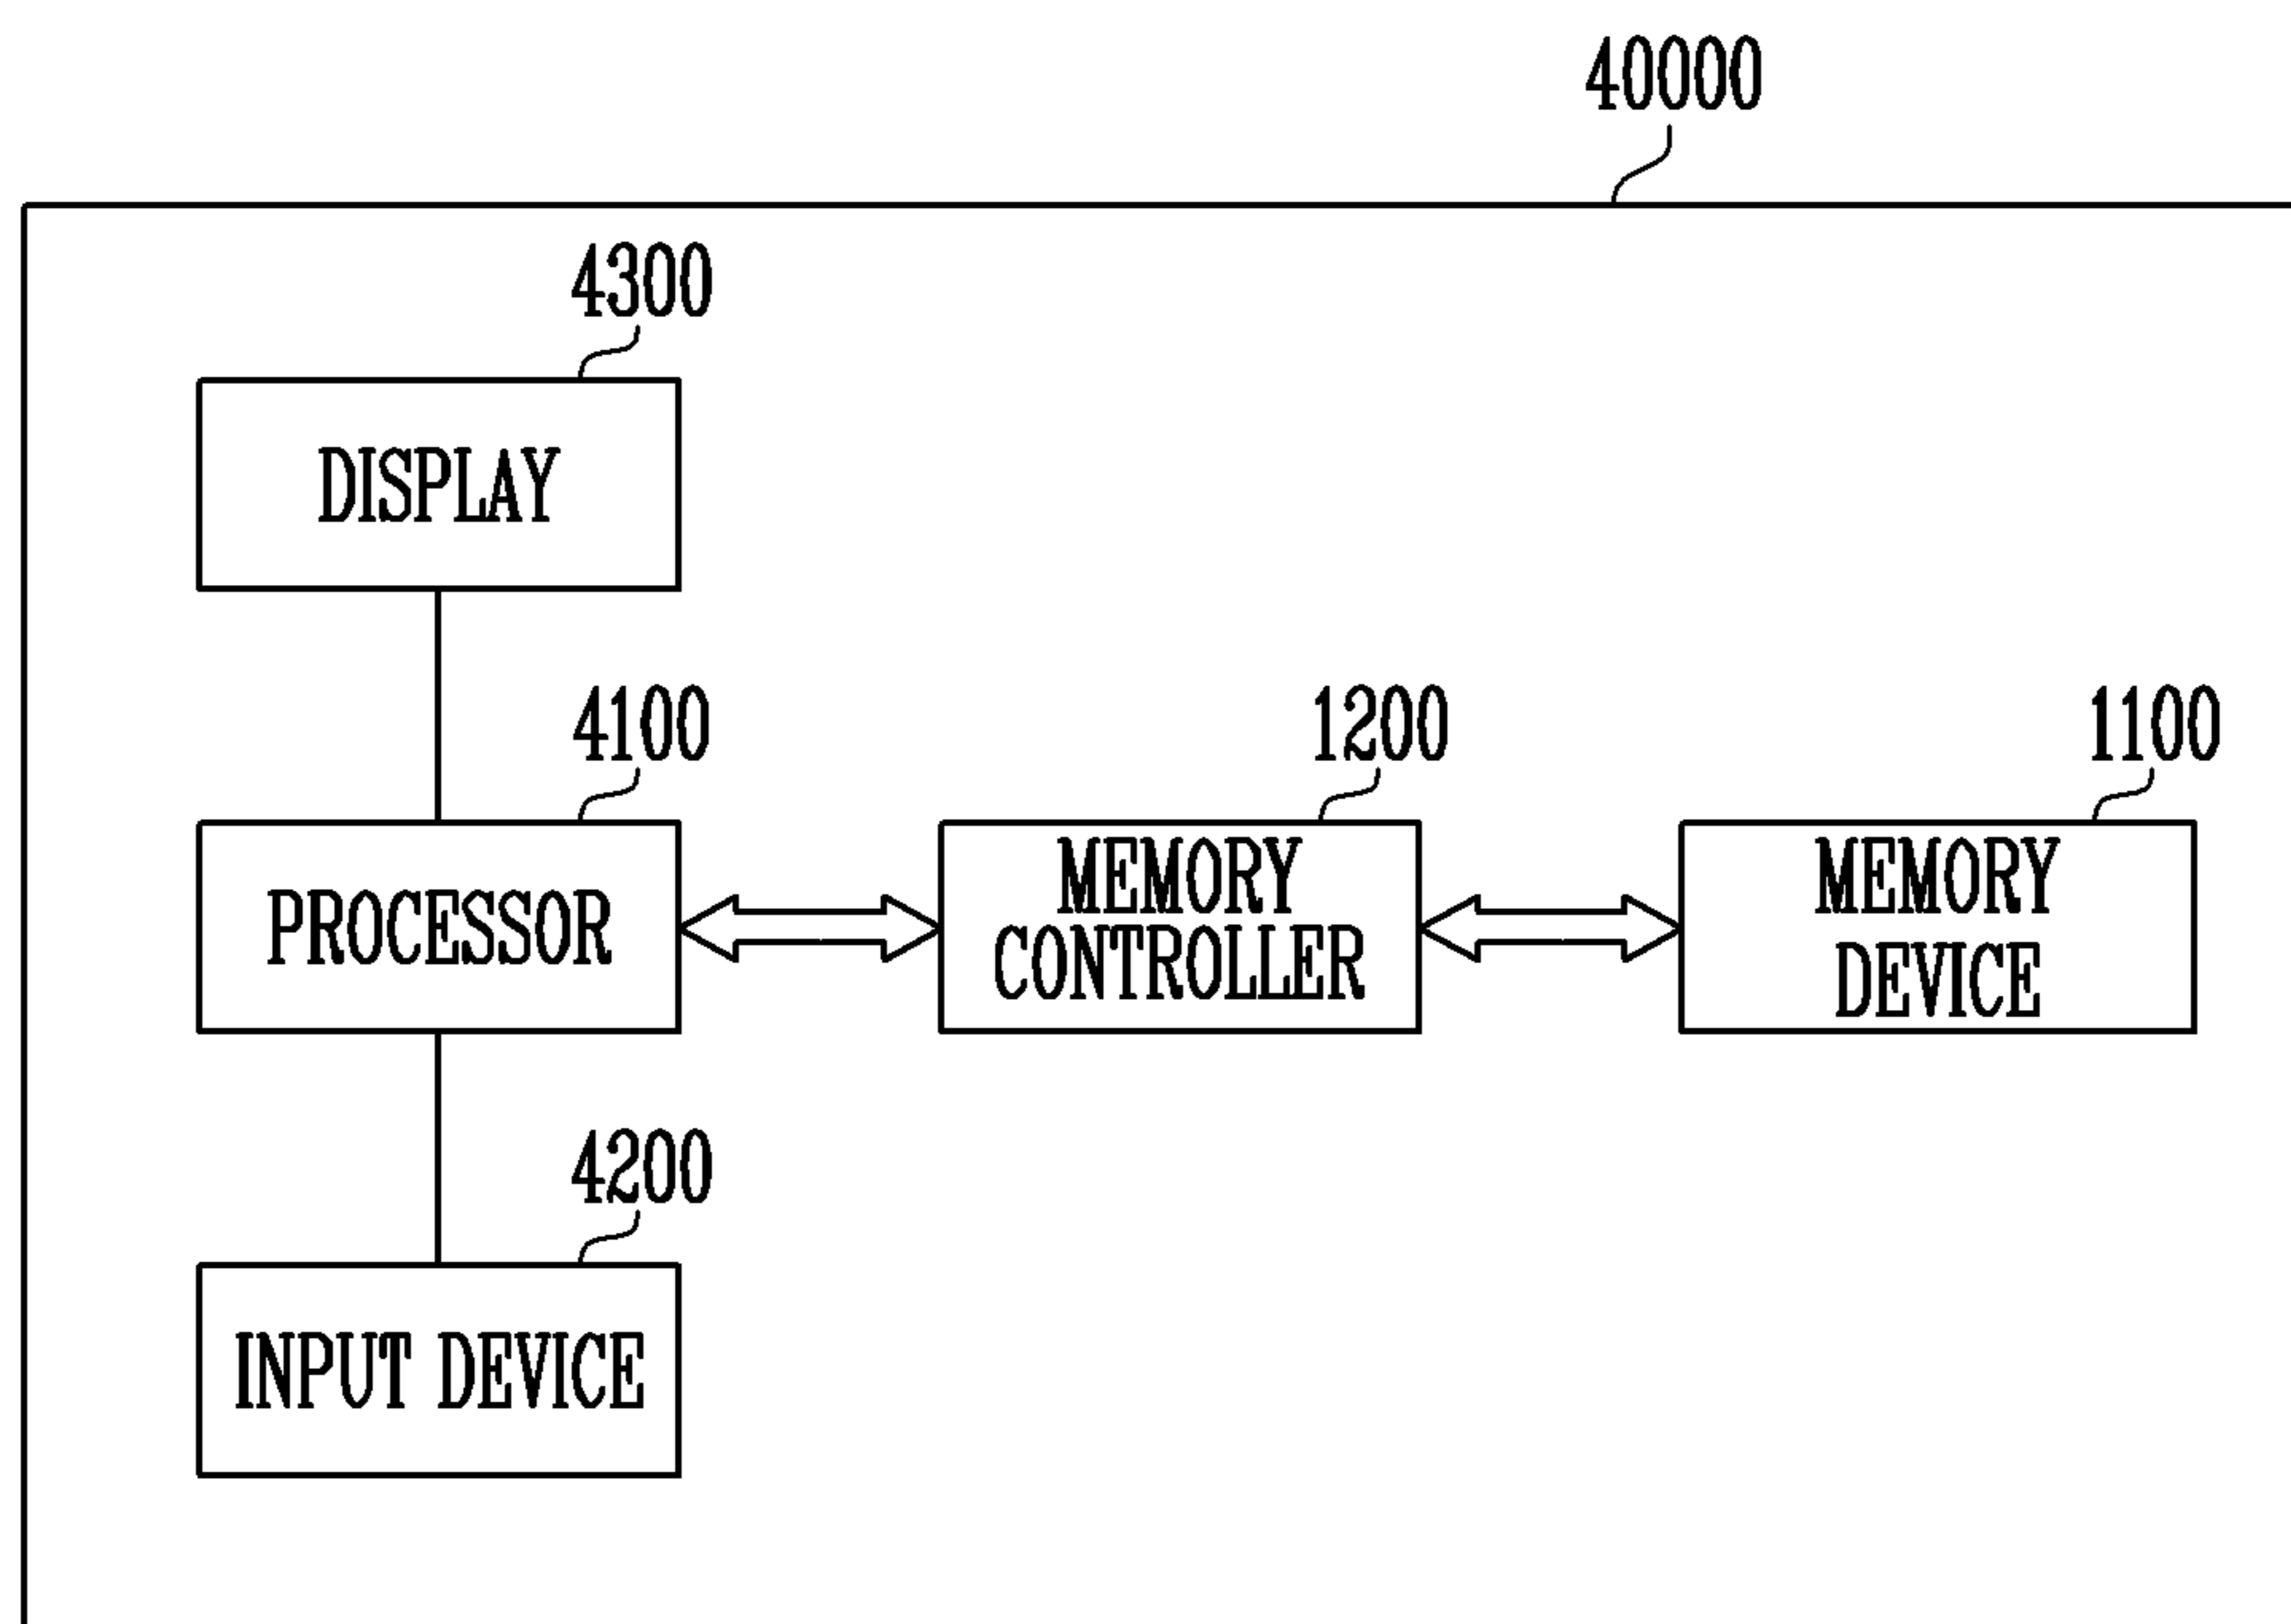 40000
4300
DISPLAY
4100
PROCESSOR
1200
MEMORY
CONTROLLER
1100
MEMORY
DEVICE
4200
INPUT DEVICE